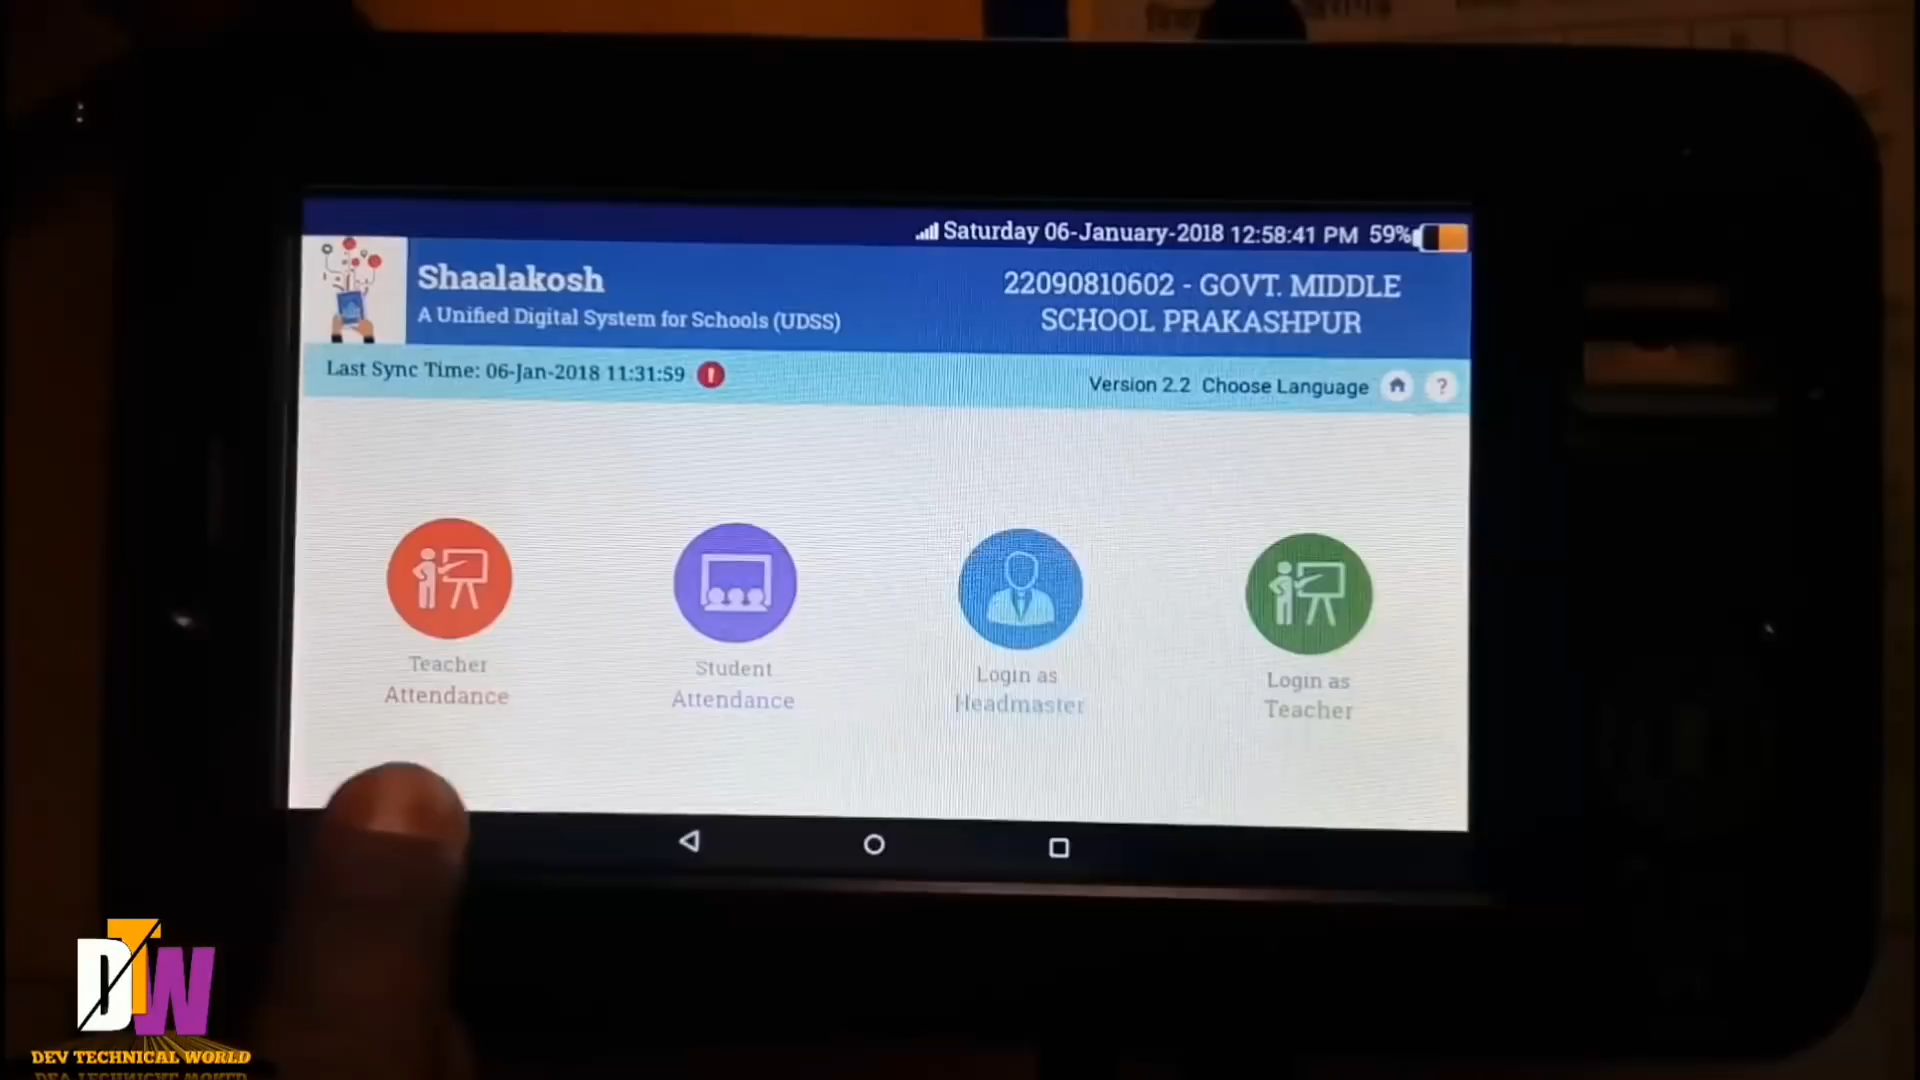 Saturday 06-January-2018 12:58:41 PM 59%
Shaalakosh
A Unified Digital System for Schools (UDSS)
22090810602 - GOVT. MIDDLE
SCHOOL PRAKASHPUR
Last Sync Time: 06-Jan-2018 11:31:59 !
Version 2.2 Choose Language ?
Teacher
Attendance
Student
Attendance
Login as
Headmaster
Login as
Teacher
DTW
DEV TECHNICAL WORLD